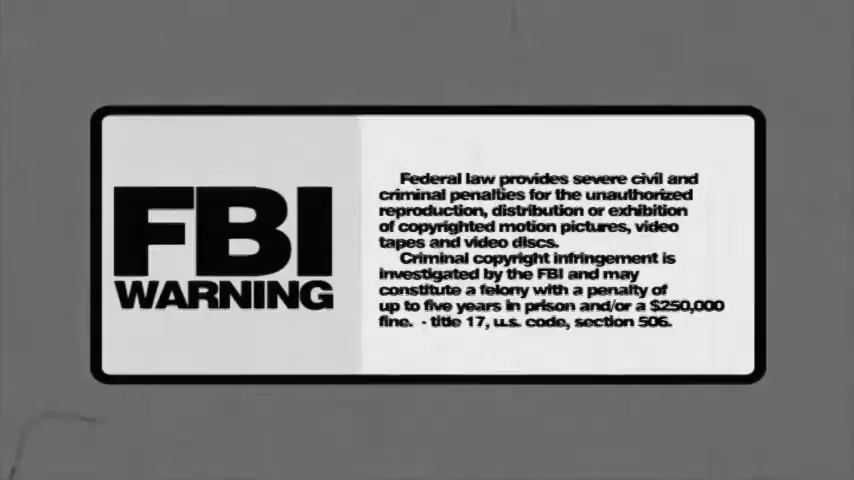 FBI
WARNING
Federal law provides severe civil and
criminal penalties for the unauthorized
reproduction, distribution or exhibition
of copyrighted motion pictures, video
tapes and video discs.
Criminal copyright infringement is
investigated by the FBI and may
constitute a felony with a penalty of
up to five years in prison and/or a $250,000
fine. - title 17, u.s. code, section 506.